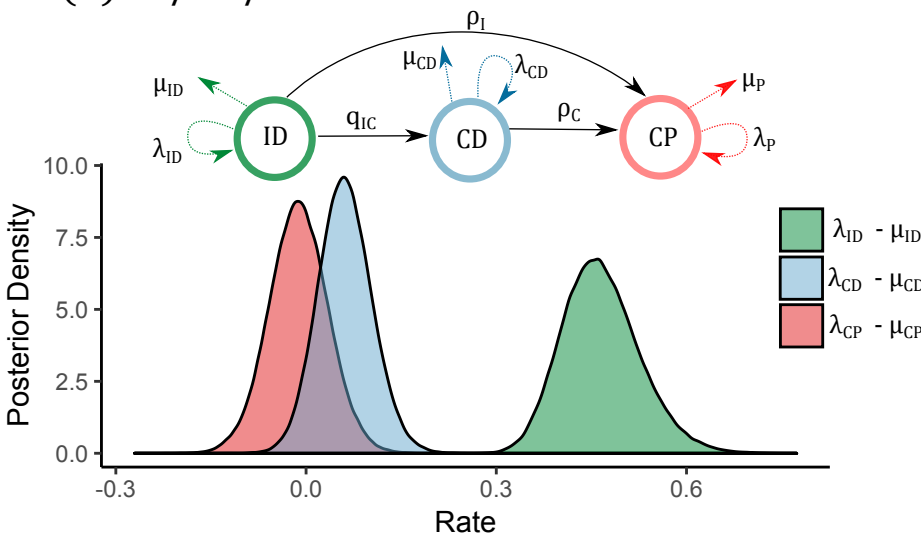 ρI
μID
μCD
λCD
μP
ID
qIC
CD
ρC
CP
λID
λP
10.0
7.5
5.0
2.5
0.0
Posterior Density
λID - μID
λCD - μCD
λCP - μCP
-0.3
0.0
0.3
0.6
Rate